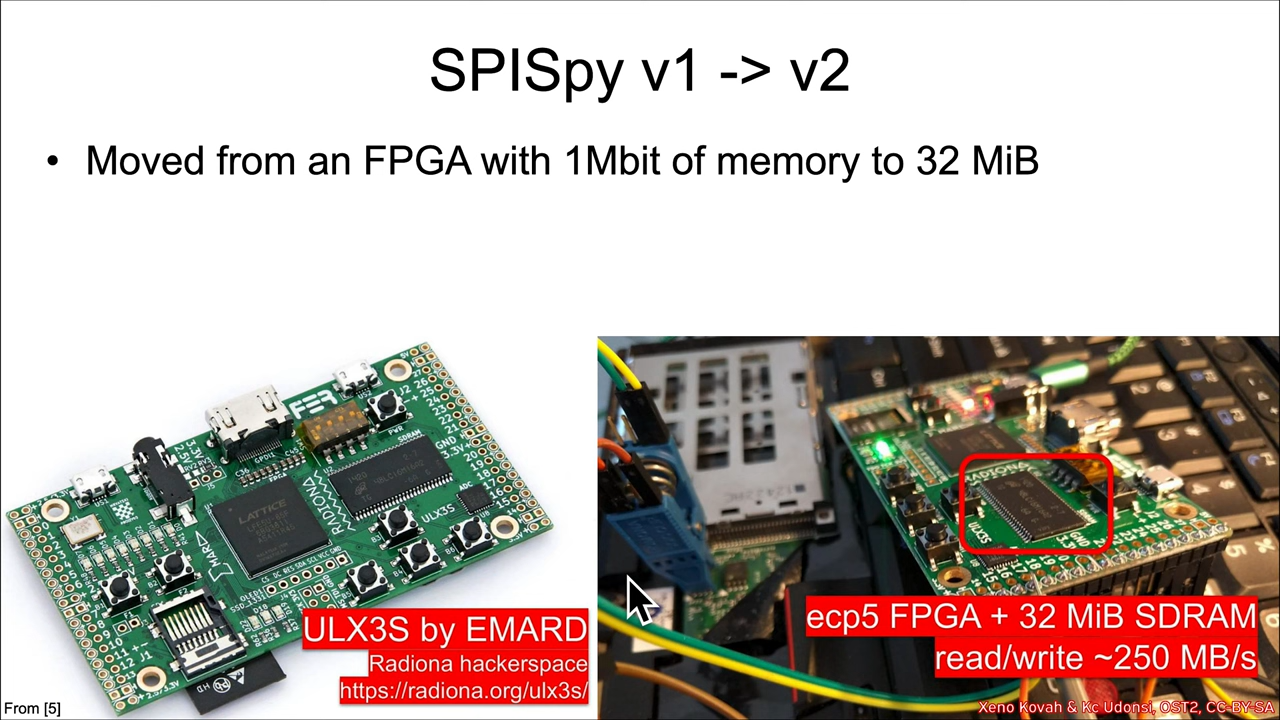 SPISpy v1 -> v2
• Moved from an FPGA with 1Mbit of memory to 32 MiB
ULX3S by EMARD
Radiona hackerspace
https://radiona.org/ulx3s/
ecp5 FPGA + 32 MiB SDRAM
read/write ~250 MB/s
From [5]
Xeno Kovah & Kc Udonsi, OST2, CC-BY-SA
LATTICE
RADIONA
SDRAM
ULX3S
PWR
GND
3.3V